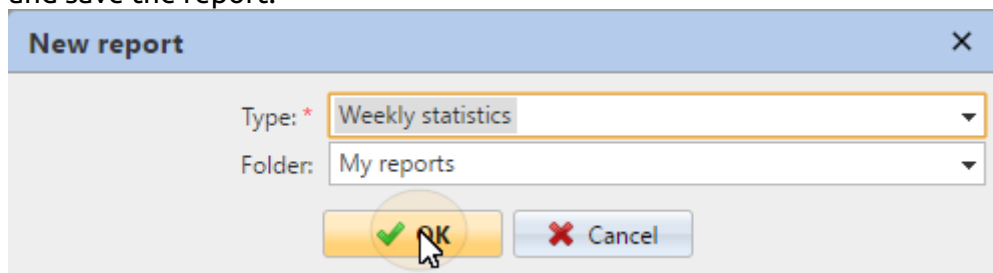 and save the report.
New report
Type: * Weekly statistics
Folder: My reports
OK Cancel